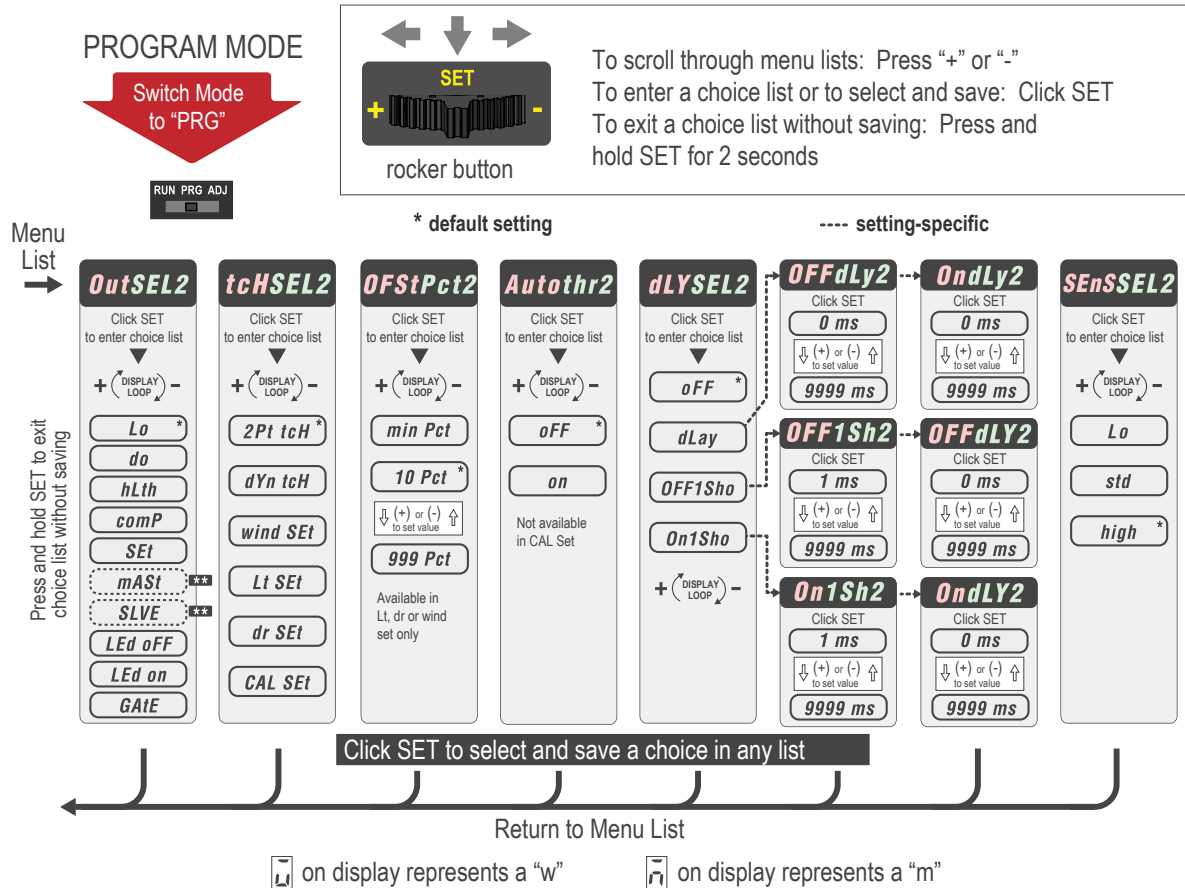 PROGRAM MODE
Switch Mode
to “PRG”
RUN PRG ADJ
SET
+ -
rocker button
To scroll through menu lists: Press “+” or “-”
To enter a choice list or to select and save: Click SET
To exit a choice list without saving: Press and
hold SET for 2 seconds
* default setting
---- setting-specific
Menu
List
Press and hold SET to exit
choice list without saving
OutSEL2
Click SET
to enter choice list
+ (DISPLAY
LOOP) -
Lo *
do
hLth
comP
SEt
mASt **
SLVE **
LEd oFF
LEd on
GAtE
tcHSEL2
Click SET
to enter choice list
+ (DISPLAY
LOOP) -
2Pt tcH *
dYn tcH
wind SEt
Lt SEt
dr SEt
CAL SEt
OFStPct2
Click SET
to enter choice list
+ (DISPLAY
LOOP) -
min Pct
10 Pct *
(+) or (-)
to set value
999 Pct
Available in
Lt, dr or wind
set only
Autothr2
Click SET
to enter choice list
+ (DISPLAY
LOOP) -
oFF *
on
Not available
in CAL Set
dLYSEL2
Click SET
to enter choice list
oFF *
dLay
OFF1Sho
On1Sho
+ (DISPLAY
LOOP) -
OFFdLy2
Click SET
0 ms
(+) or (-)
to set value
9999 ms
OndLy2
Click SET
0 ms
(+) or (-)
to set value
9999 ms
OFF1Sh2
Click SET
1 ms
(+) or (-)
to set value
9999 ms
OFFdLY2
Click SET
0 ms
(+) or (-)
to set value
9999 ms
On1Sh2
Click SET
1 ms
(+) or (-)
to set value
9999 ms
OndLY2
Click SET
0 ms
(+) or (-)
to set value
9999 ms
SEnSSEL2
Click SET
to enter choice list
+ (DISPLAY
LOOP) -
Lo
std
high *
Click SET to select and save a choice in any list
Return to Menu List
on display represents a “w”
on display represents a “m”